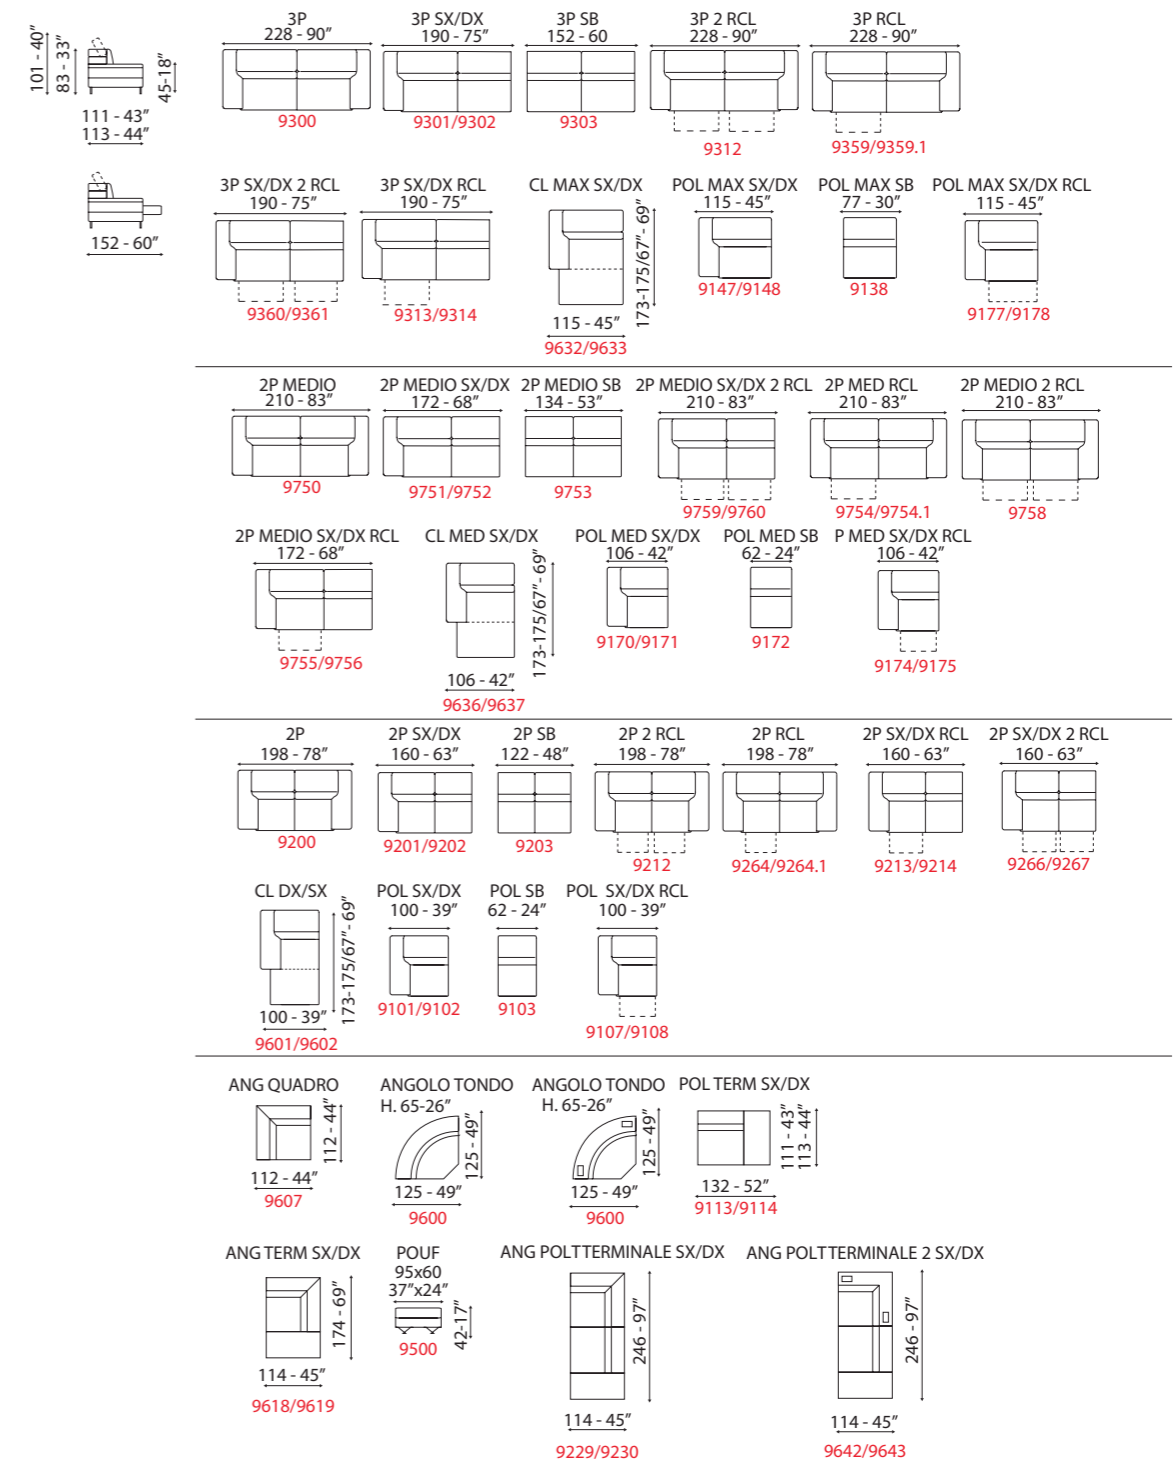 101 - 40”
83 - 33”
45-18”
111 - 43”
113 - 44”
152 - 60”
3P
228 - 90”
9300
3P SX/DX
190 - 75”
9301/9302
3P SB
152 - 60
9303
3P 2 RCL
228 - 90”
9312
3P RCL
228 - 90”
9359/9359.1
3P SX/DX 2 RCL
190 - 75”
9360/9361
3P SX/DX RCL
190 - 75”
9313/9314
CL MAX SX/DX
173-175/67”- 69”
115 - 45”
9632/9633
POL MAX SX/DX
115 - 45”
9147/9148
POL MAX SB
77 - 30”
9138
POL MAX SX/DX RCL
115 - 45”
9177/9178
2P MEDIO
210 - 83”
9750
2P MEDIO SX/DX
172 - 68”
9751/9752
2P MEDIO SB
134 - 53”
9753
2P MEDIO SX/DX 2 RCL
210 - 83”
9759/9760
2P MED RCL
210 - 83”
9754/9754.1
2P MEDIO 2 RCL
210 - 83”
9758
2P MEDIO SX/DX RCL
172 - 68”
9755/9756
CL MED SX/DX
173-175/67”- 69”
106 - 42”
9636/9637
POL MED SX/DX
106 - 42”
9170/9171
POL MED SB
62 - 24”
9172
P MED SX/DX RCL
106 - 42”
9174/9175
2P
198 - 78”
9200
2P SX/DX
160 - 63”
9201/9202
2P SB
122 - 48”
9203
2P 2 RCL
198 - 78”
9212
2P RCL
198 - 78”
9264/9264.1
2P SX/DX RCL
160 - 63”
9213/9214
2P SX/DX 2 RCL
160 - 63”
9266/9267
CL DX/SX
173-175/67”- 69”
100 - 39”
9601/9602
POL SX/DX
100 - 39”
9101/9102
POL SB
62 - 24”
9103
POL SX/DX RCL
100 - 39”
9107/9108
ANG QUADRO
112 - 44”
112 - 44”
9607
ANGOLO TONDO
H. 65-26”
125 - 49”
125 - 49”
9600
ANGOLO TONDO
H. 65-26”
125 - 49”
125 - 49”
9600
POL TERM SX/DX
111 - 43”
113 - 44”
132 - 52”
9113/9114
ANG TERM SX/DX
174 - 69”
114 - 45”
9618/9619
POUF
95x60
37”x24”
42-17”
9500
ANG POLTTERMINALE SX/DX
246 - 97”
114 - 45”
9229/9230
ANG POLTTERMINALE 2 SX/DX
246 - 97”
114 - 45”
9642/9643